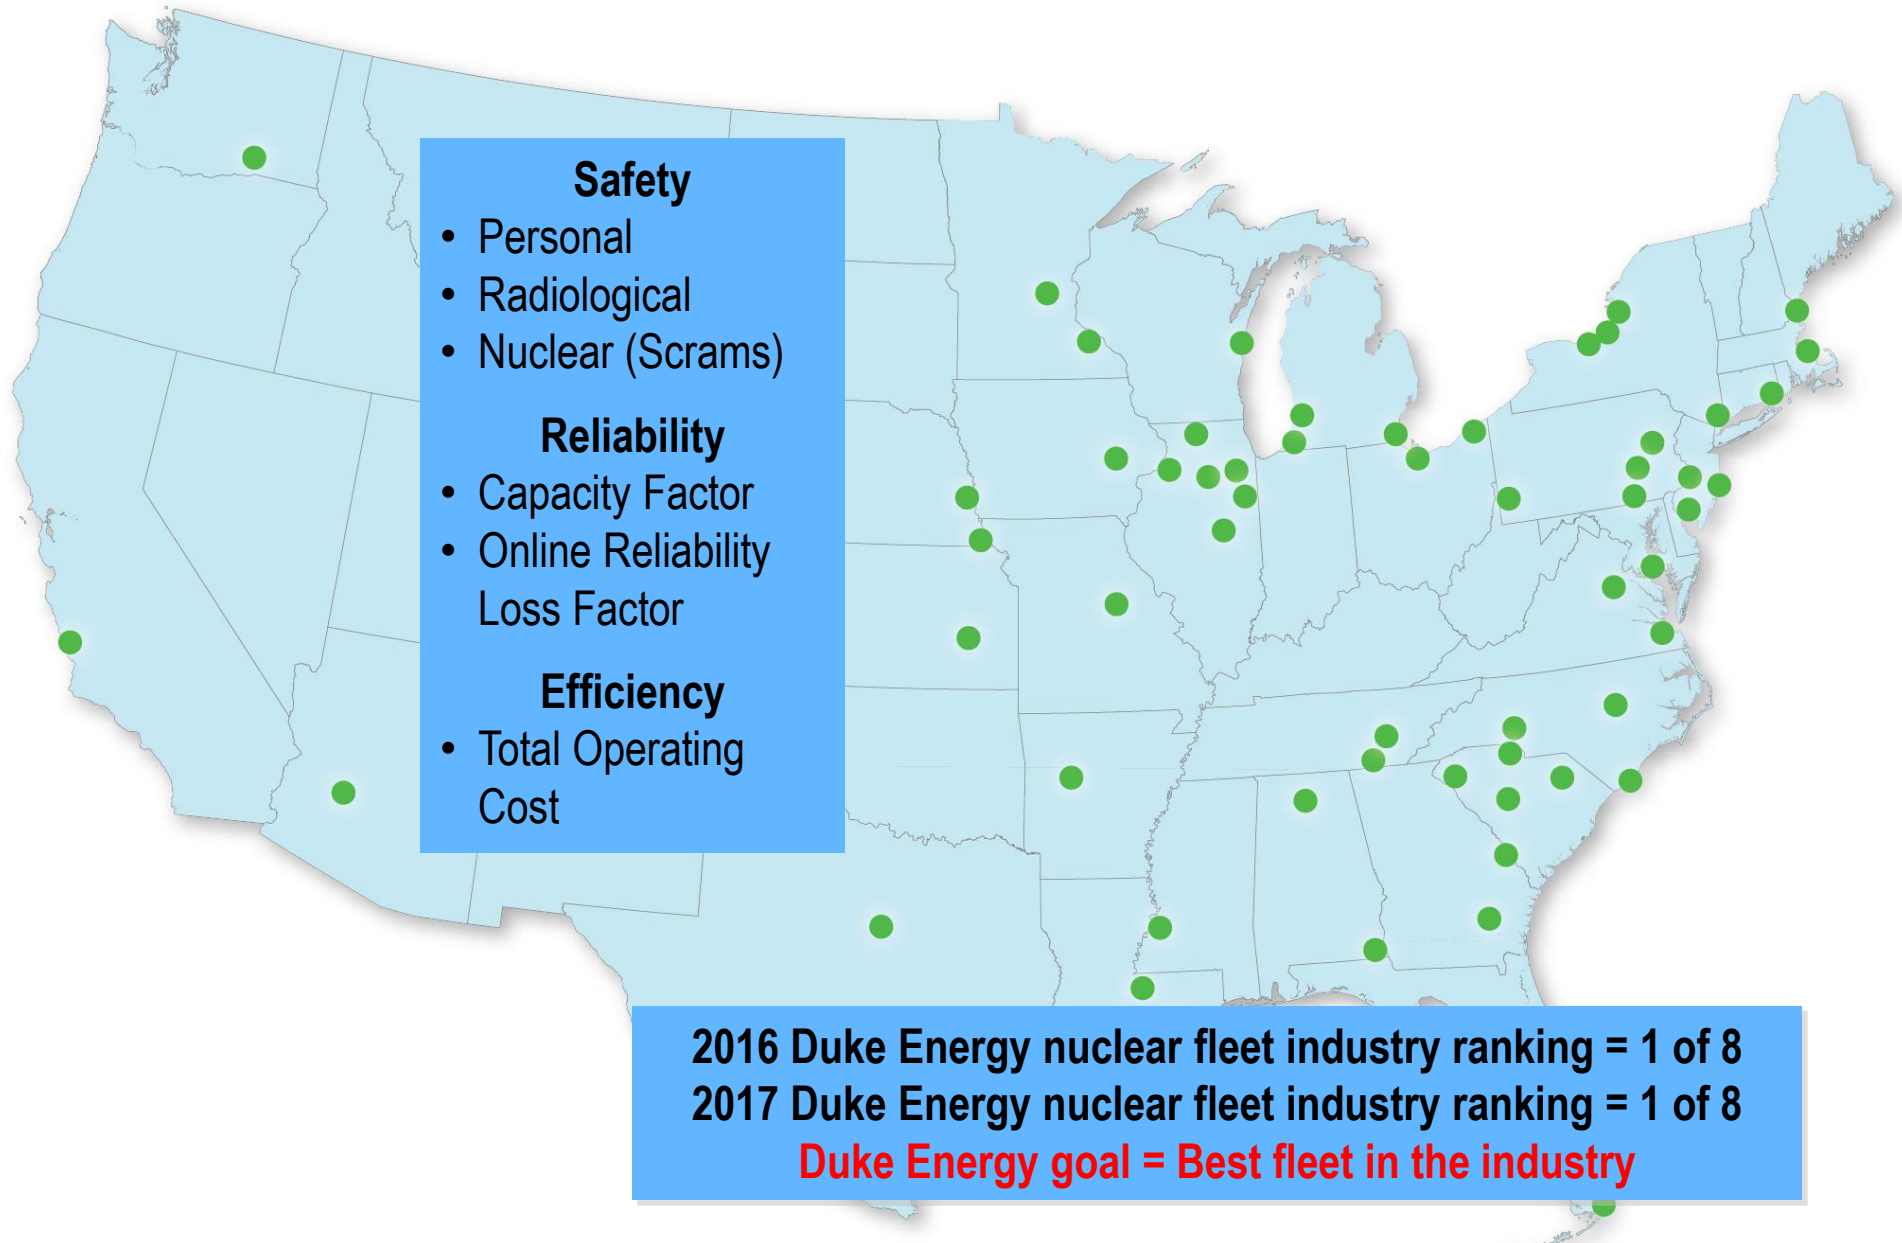 Safety
• Personal
• Radiological
• Nuclear (Scrams)
Reliability
• Capacity Factor
• Online Reliability
Loss Factor
Efficiency
• Total Operating
Cost
2016 Duke Energy nuclear fleet industry ranking = 1 of 8
2017 Duke Energy nuclear fleet industry ranking = 1 of 8
Duke Energy goal = Best fleet in the industry